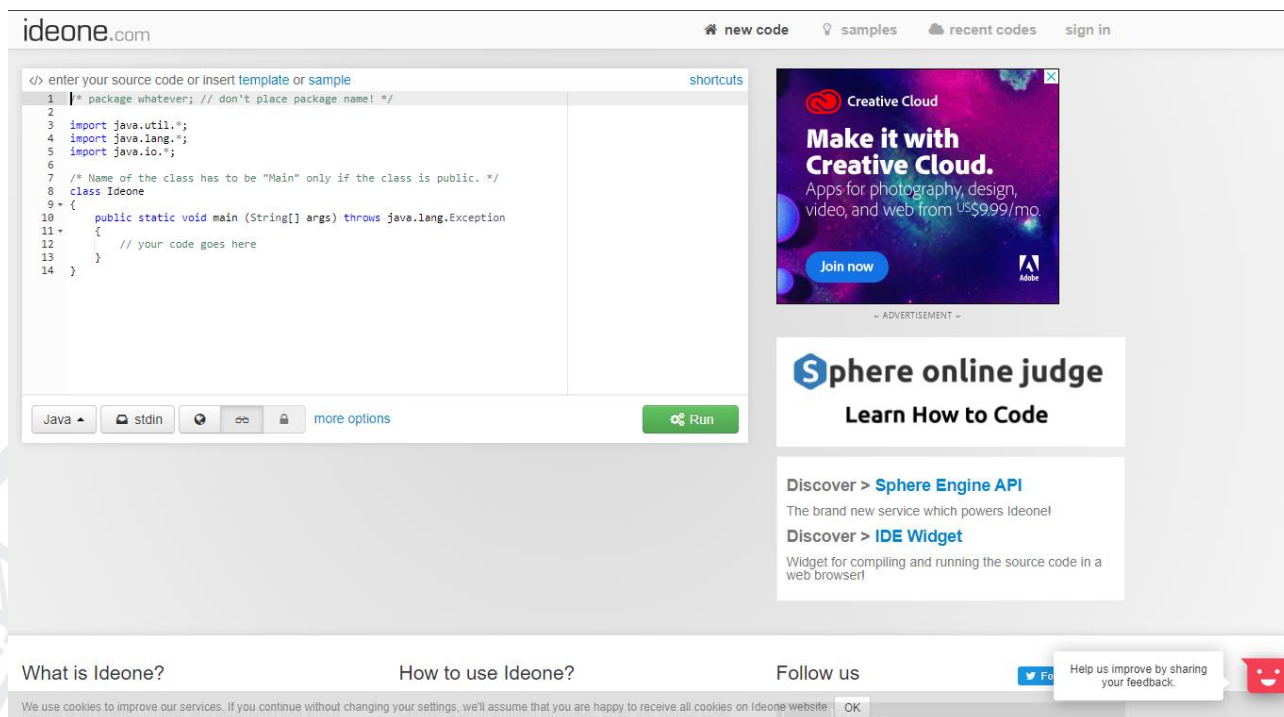 ideone.com
new code samples recent codes sign in
</> enter your source code or insert template or sample shortcuts
1 /* package whatever; // don't place package name! */
2
3 import java.util.*;
4 import java.lang.*;
5 import java.io.*;
6
7 /* Name of the class has to be "Main" only if the class is public. */
8 class Ideone
9 {
10 public static void main (String[] args) throws java.lang.Exception
11 {
12 // your code goes here
13 }
14 }
Java stdin more options Run
Creative Cloud
Make it with
Creative Cloud.
Apps for photography, design,
video, and web from US$9.99/mo.
Join now
Adobe
~ ADVERTISEMENT ~
Sphere online judge
Learn How to Code
Discover > Sphere Engine API
The brand new service which powers Ideone!
Discover > IDE Widget
Widget for compiling and running the source code in a
web browser!
What is Ideone? How to use Ideone? Follow us
Fo
Help us improve by sharing
your feedback.
We use cookies to improve our services. If you continue without changing your settings, we'll assume that you are happy to receive all cookies on Ideone website. OK